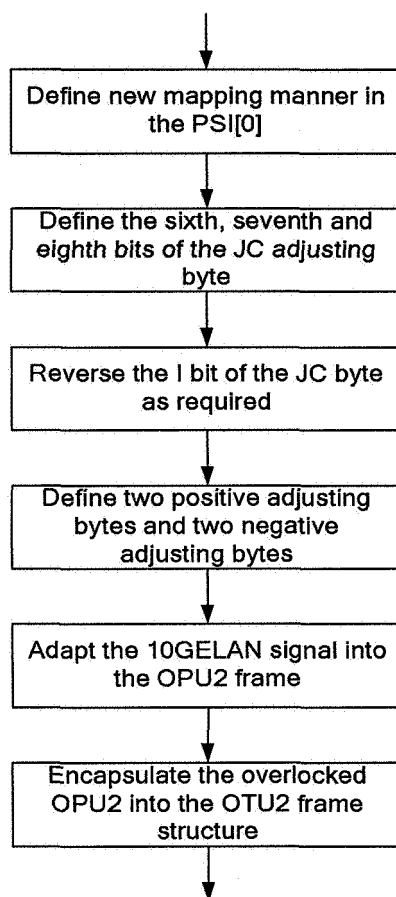 Define new mapping manner in
the PSI[0]
Define the sixth, seventh and
eighth bits of the JC adjusting
byte
Reverse the I bit of the JC byte
as required
Define two positive adjusting
bytes and two negative
adjusting bytes
Adapt the 10GELAN signal into
the OPU2 frame
Encapsulate the overlocked
OPU2 into the OTU2 frame
structure